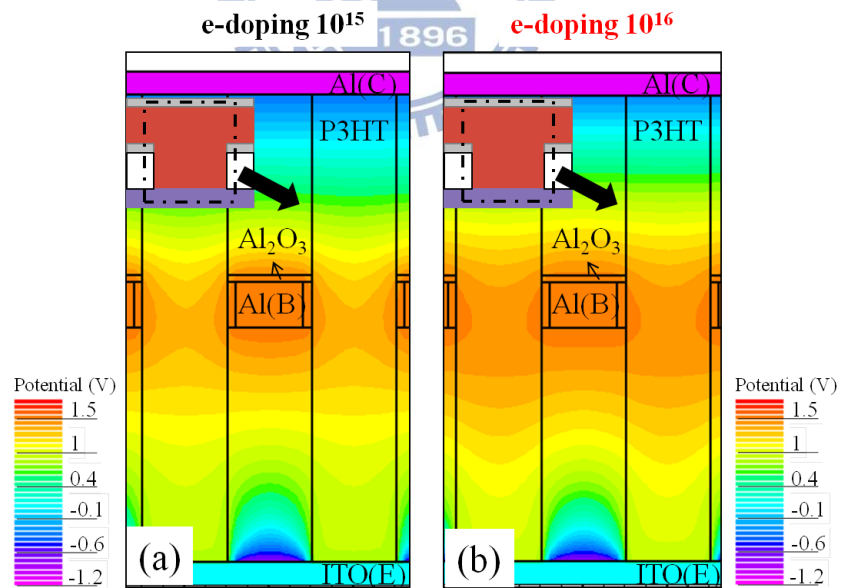 e-doping 10¹⁵
e-doping 10¹⁶
1896
Al(C)
P3HT
Al₂O₃
Al(B)
ITO(E)
(a)
Al(C)
P3HT
Al₂O₃
Al(B)
ITO(E)
(b)
Potential (V)
1.5
1
0.4
-0.1
-0.6
-1.2
Potential (V)
1.5
1
0.4
-0.1
-0.6
-1.2